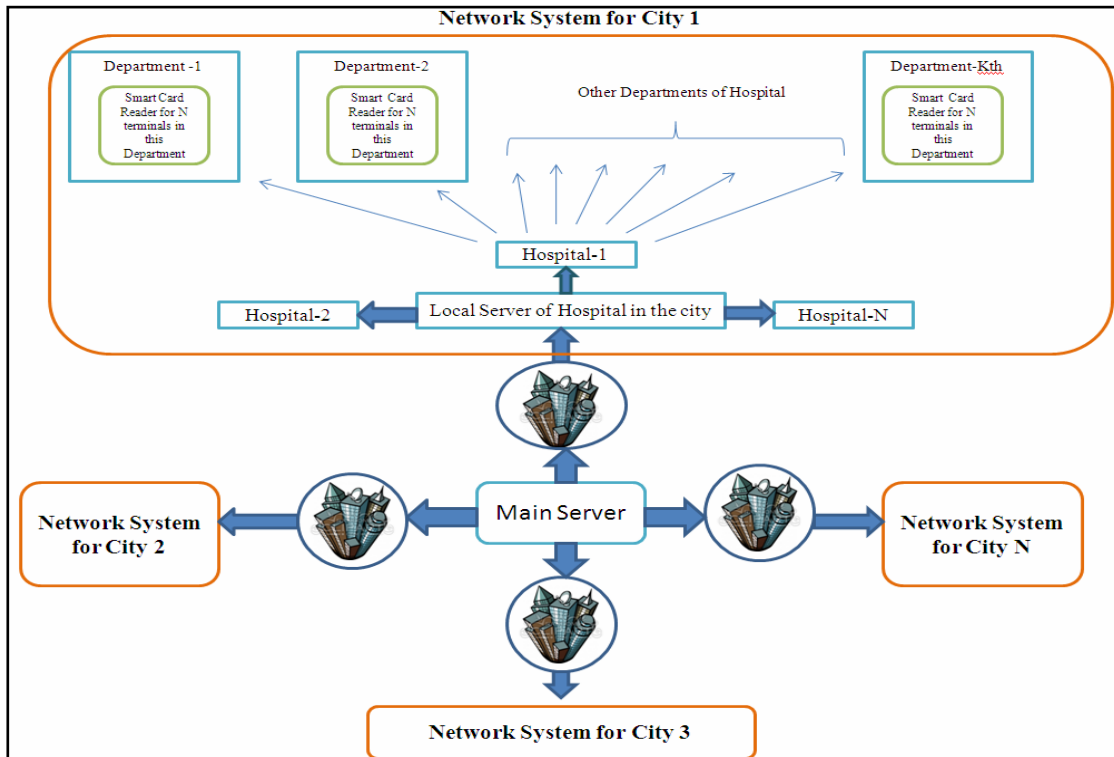 Network System for City 1
Department -1
Smart Card
Reader for N
terminals in
this
Department
Department-2
Smart Card
Reader for N
terminals in
this
Department
Other Departments of Hospital
Department-Kth
Smart Card
Reader for N
terminals in
this
Department
Hospital-1
Hospital-2
Local Server of Hospital in the city
Hospital-N
Network System
for City 2
Main Server
Network System
for City N
Network System for City 3